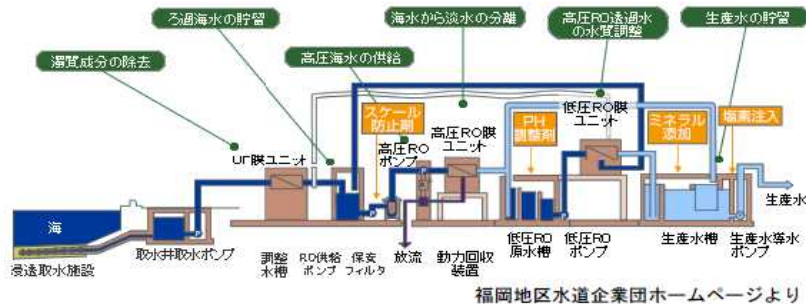 ろ過海水の貯留
海水から淡水の分離
高圧RO透過水
の水質調整
生産水の貯留
濁質成分の除去
高圧海水の供給
スケール
防止剤
低圧RO膜
ユニット
PH
調整剤
ミネラル
添加
塩素注入
高圧RO
ポンプ
高圧RO膜
ユニット
UF膜ユニット
海
生産水
浸透取水施設
取水井取水ポンプ
調整
水槽
RO供給
ポンプ
保安
フィルタ
放流
動力回収
装置
低圧RO
原水槽
低圧RO
ポンプ
生産水槽
生産水等水
ポンプ
福岡地区水道企業団ホームページより